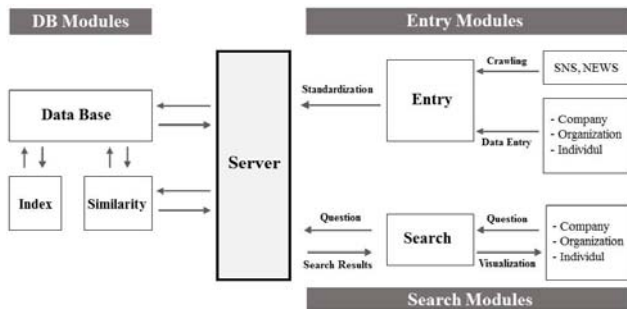 DB Modules
Entry Modules
Data Base
Index
Similarity
Server
Standardization
Entry
Crawling
Data Entry
SNS, NEWS
- Company
- Organization
- Individul
Question
Search Results
Search
Question
Visualization
- Company
- Organization
- Individul
Search Modules